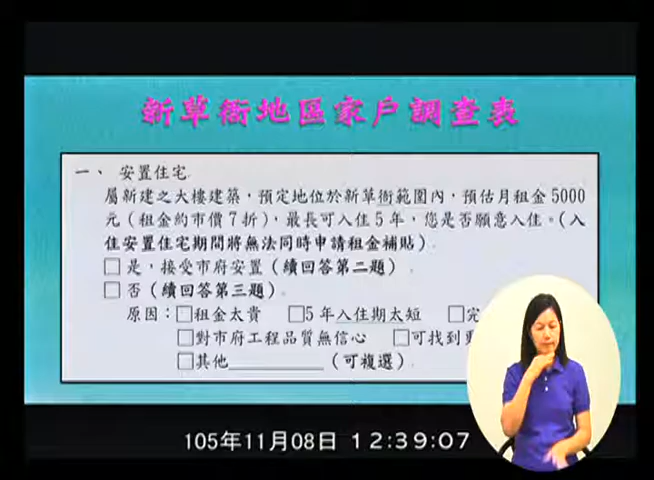 新草衙地區家戶調查表
一、 安置住宅
屬新建之大樓建築，預定地位於新草衙範圍內，預估月租金5000
元（租金約市價7折），最長可入住5年，您是否願意入住。（入
住安置住宅期間將無法同時申請租金補貼）
□是，接受市府安置（續回答第二題）
□否（續回答第三題）
原因：□租金太貴 □5年入住期太短 □完
□對市府工程品質無信心 □可找到
□其他__________（可複選）
105年11月08日 12:39:07